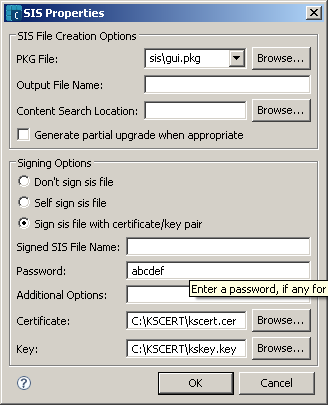 SIS Properties
SIS File Creation Options
PKG File: sis\gui.pkg Browse...
Output File Name:
Content Search Location: Browse...
Generate partial upgrade when appropriate
Signing Options
Don't sign sis file
Self sign sis file
Sign sis file with certificate/key pair
Signed SIS File Name:
Password: abcdef
Enter a password, if any for
Additional Options:
Certificate: C:\KSCERT\kscert.cer Browse...
Key: C:\KSCERT\kskey.key Browse...
? OK Cancel